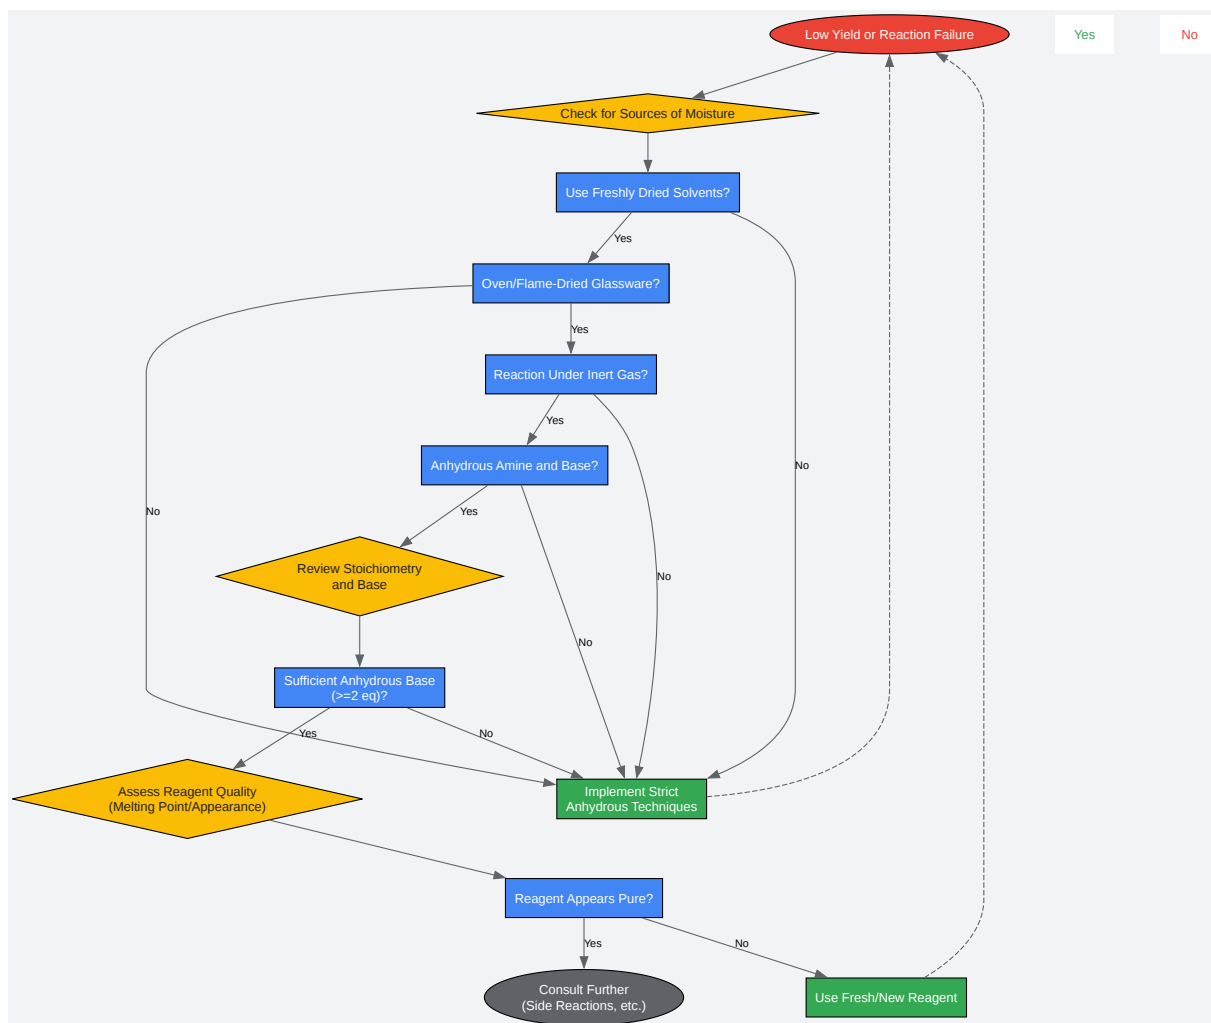 Low Yield or Reaction Failure
Yes
No
Check for Sources of Moisture
Use Freshly Dried Solvents?
Yes
Oven/Flame-Dried Glassware?
Yes
Reaction Under Inert Gas?
Yes
Anhydrous Amine and Base?
No
Yes
No
Review Stoichiometry
and Base
No
No
Sufficient Anhydrous Base
(>=2 eq)?
Yes
No
Assess Reagent Quality
(Melting Point/Appearance)
Implement Strict
Anhydrous Techniques
Reagent Appears Pure?
Yes
No
Consult Further
(Side Reactions, etc.)
Use Fresh/New Reagent